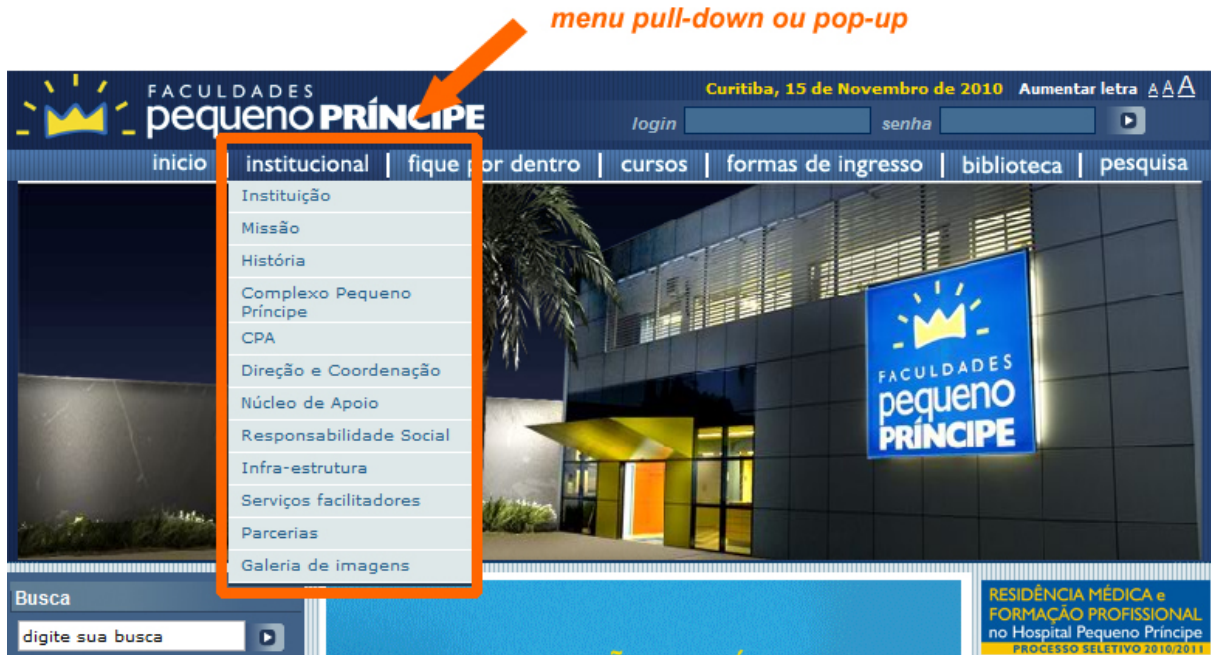 menu pull-down ou pop-up
FACULDADES
pequeno PRÍNCIPE
Curitiba, 15 de Novembro de 2010 Aumentar letra A A A
login
senha
inicio | institucional | fique por dentro | cursos | formas de ingresso | biblioteca | pesquisa
Instituição
Missão
História
Complexo Pequeno
Príncipe
CPA
Direção e Coordenação
Núcleo de Apoio
Responsabilidade Social
Infra-estrutura
Serviços facilitadores
Parcerias
Galeria de imagens
FACULDADES
pequeno
PRÍNCIPE
Busca
digite sua busca
RESIDÊNCIA MÉDICA e
FORMAÇÃO PROFISSIONAL
no Hospital Pequeno Príncipe
PROCESSO SELETIVO 2010/2011